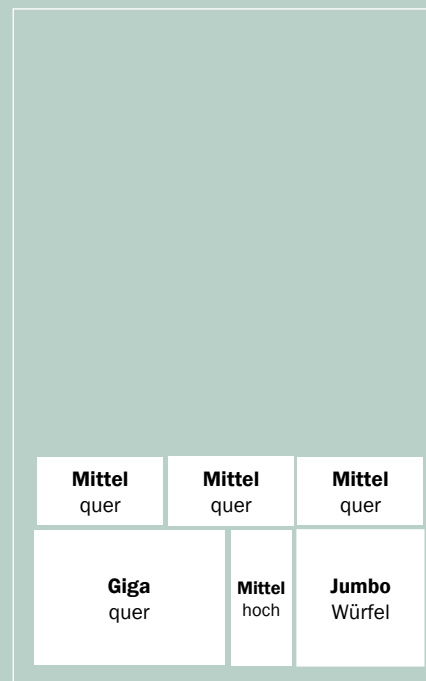 Mittel
quer
Mittel
quer
Mittel
quer
Giga
quer
Mittel
hoch
Jumbo
Würfel